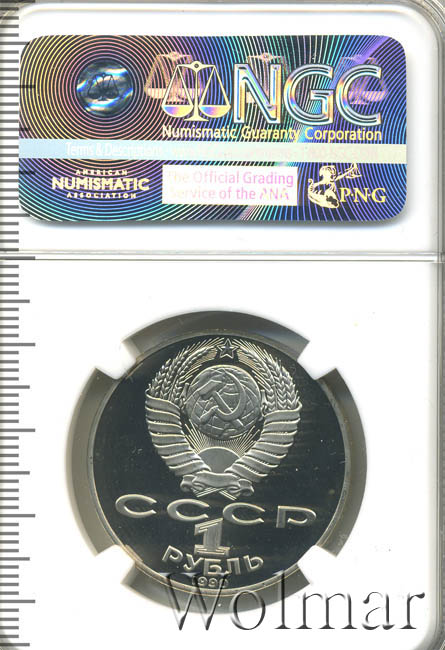 NGC
Numismatic Guaranty Corporation
Terms & Descriptions
AMERICAN
NUMISMATIC
ASSOCIATION
The Official Grading
Service of the ANA
PNG
СССР
1
РУБЛЬ
1990
Wolmar